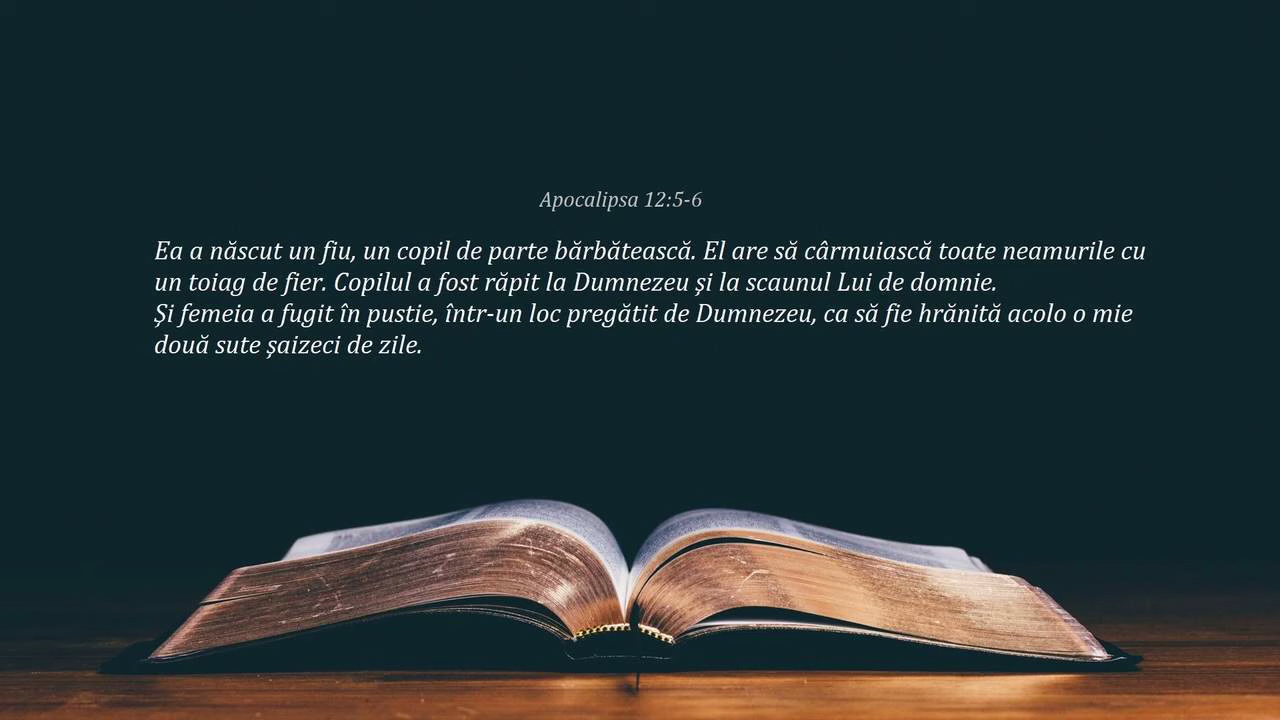 Apocalipsa 12:5-6
Ea a născut un fiu, un copil de parte bărbătească. El are să cârmuiască toate neamurile cu
un toiag de fier. Copilul a fost răpit la Dumnezeu și la scaunul Lui de domnie.
Și femeia a fugit în pustie, într-un loc pregătit de Dumnezeu, ca să fie hrănită acolo o mie
două sute șaizeci de zile.